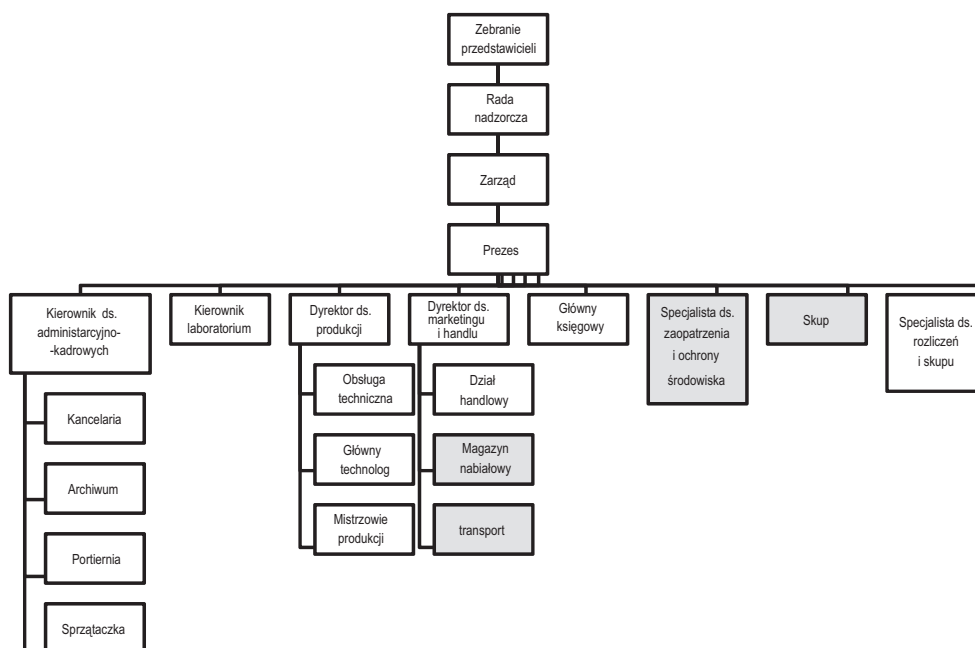 Zebranie
przedstawicieli
Rada
nadzorcza
Zarząd
Prezes
Kierownik ds.
administarcyjno-
-kadrowych
Kierownik
laboratorium
Dyrektor ds.
produkcji
Dyrektor ds.
marketingu
i handlu
Główny
księgowy
Specjalista ds.
zaopatrzenia
i ochrony
środowiska
Skup
Specjalista ds.
rozliczeń
i skupu
Kancelaria
Archiwum
Portiernia
Sprzątaczka
Obsługa
techniczna
Główny
technolog
Mistrzowie
produkcji
Dział
handlowy
Magazyn
nabiałowy
transport